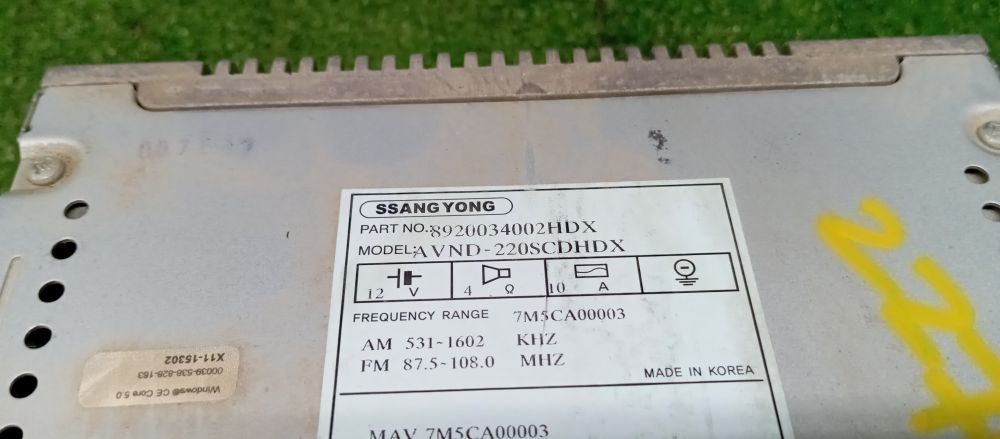 SSANGYONG
PART NO.:8920034002HDX
MODEL:AVND-220SCDHDX
12 V 4 Ω 10 A
FREQUENCY RANGE 7M5CA00003
AM 531~1602 KHZ
FM 87.5~108.0 MHZ
MADE IN KOREA
MAV 7M5CA00003
Windows® CE Core 5.0
00039-538-828-163
X11-15302